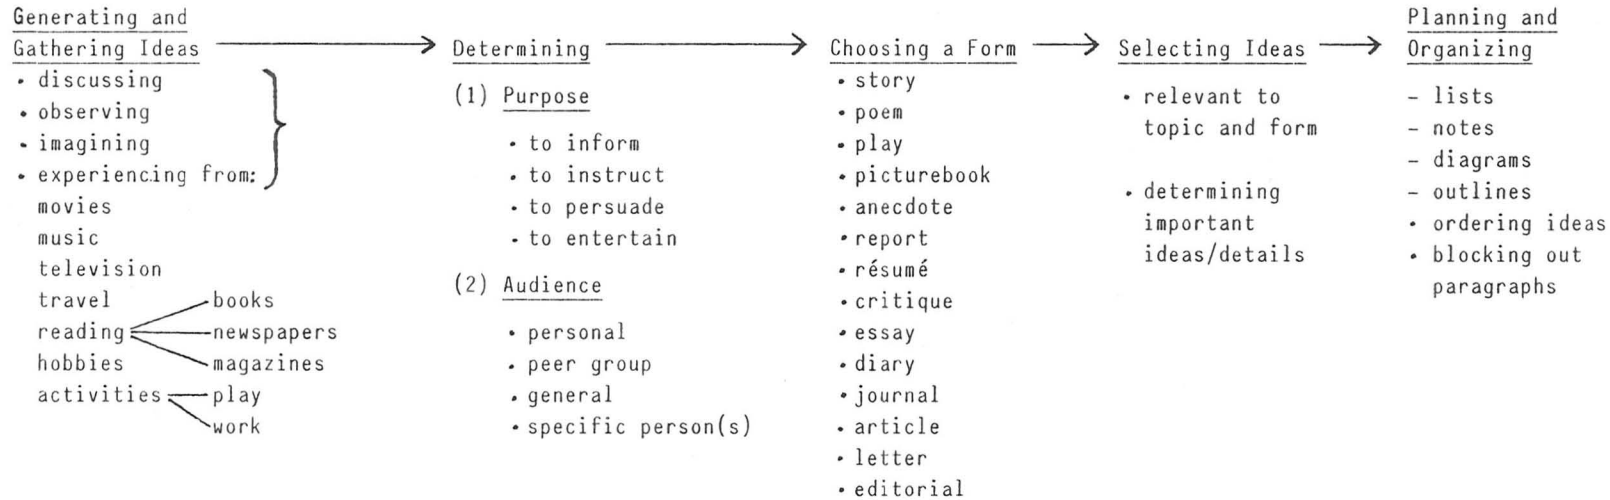 Generating and
Gathering Ideas
• discussing
• observing
• imagining
• experiencing from:
movies
music
television
travel
reading
books
newspapers
magazines
hobbies
activities
play
work
Determining
(1) Purpose
• to inform
• to instruct
• to persuade
• to entertain
(2) Audience
• personal
• peer group
• general
• specific person(s)
Choosing a Form
• story
• poem
• play
• picturebook
• anecdote
• report
• résumé
• critique
• essay
• diary
• journal
• article
• letter
• editorial
Selecting Ideas
• relevant to
topic and form
• determining
important
ideas/details
Planning and
Organizing
– lists
– notes
– diagrams
– outlines
• ordering ideas
• blocking out
paragraphs